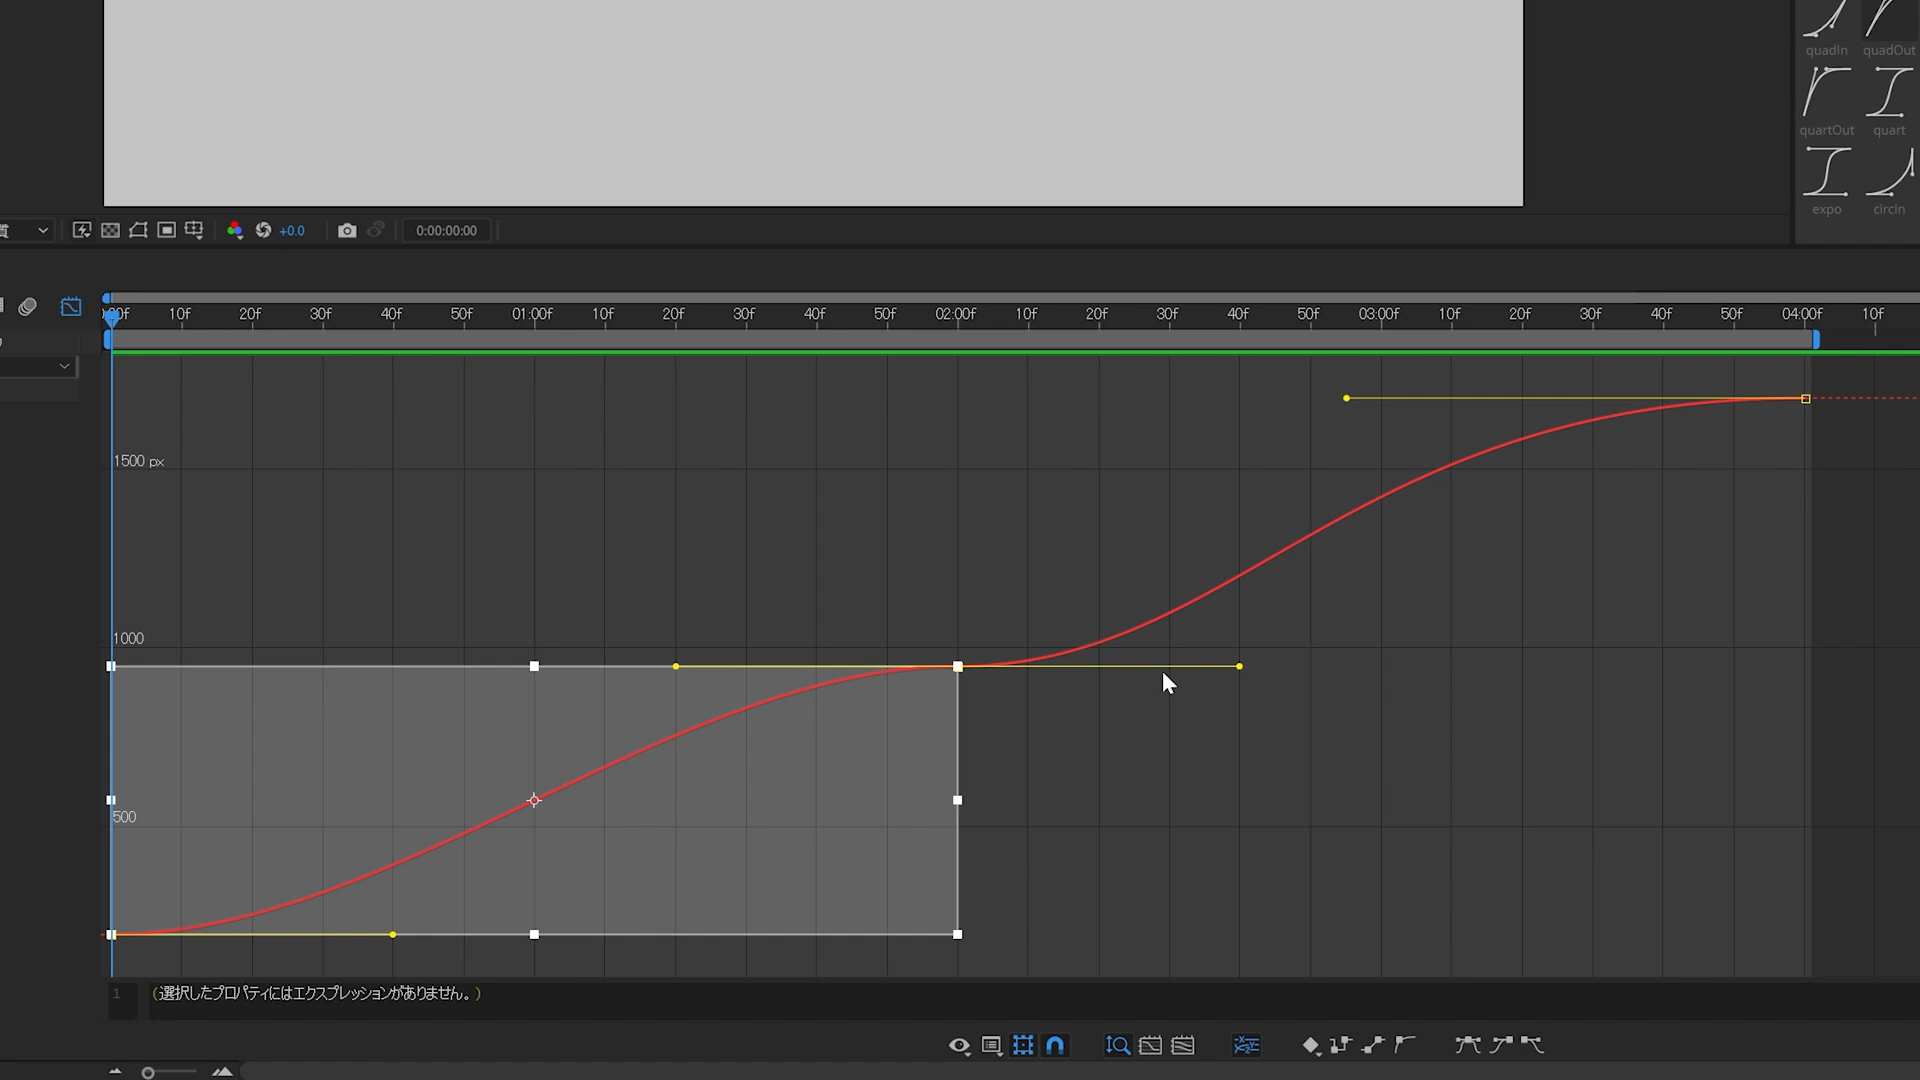 quadIn quadOut
quartOut quart
expo circIn
質
+0.0
0:00:00:00
10f 20f 30f 40f 50f 01:00f 10f 20f 30f 40f 50f 02:00f 10f 20f 30f 40f 50f 03:00f 10f 20f 30f 40f 50f 04:00f 10f
1500 px
1000
500
1 (選択したプロパティにはエクスプレッションがありません。)